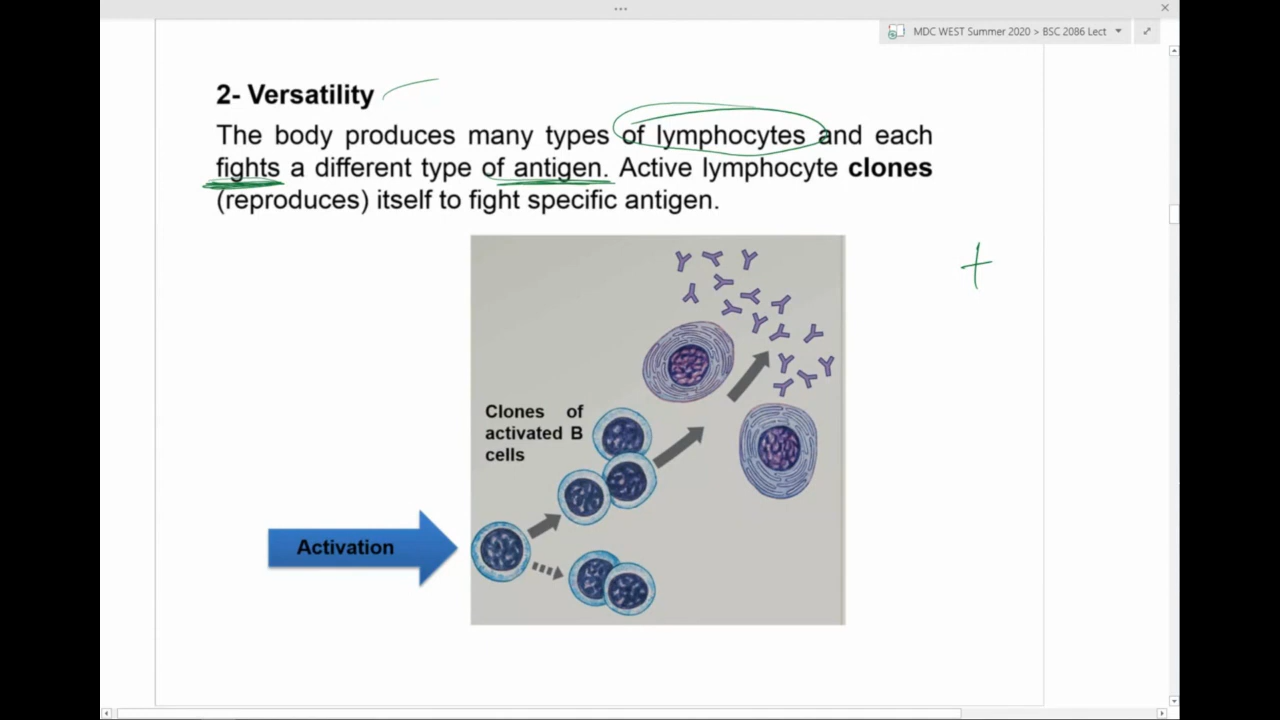 MDC WEST Summer 2020 > BSC 2086 Lect
2- Versatility
The body produces many types of lymphocytes and each
fights a different type of antigen. Active lymphocyte clones
(reproduces) itself to fight specific antigen.
Clones of
activated B
cells
Activation